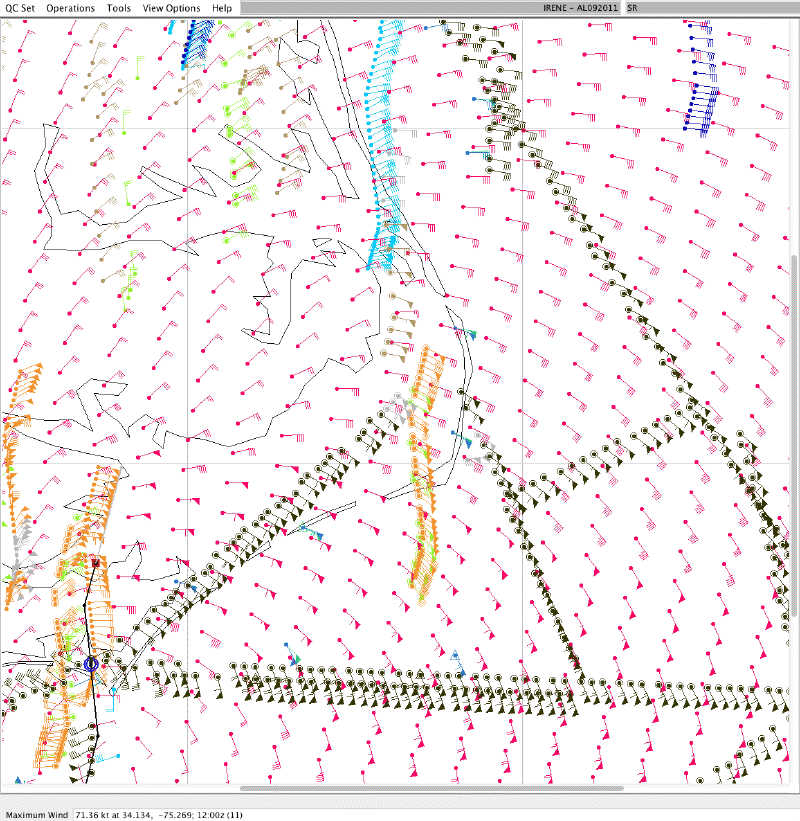 QC Set Operations Tools View Options Help IRENE - AL092011 SR
Maximum Wind 71.36 kt at 34.134, -75.269; 12:00z (11)